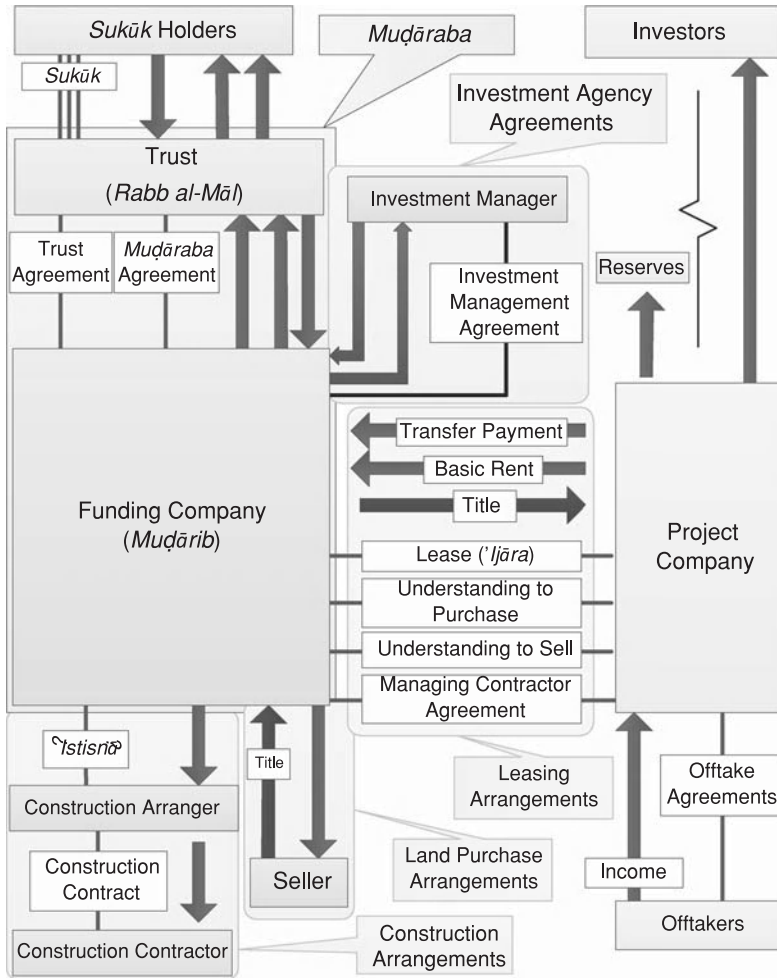 Sukūk Holders
Muḍāraba
Investors
Sukūk
Investment Agency
Agreements
Trust
(Rabb al-Māl)
Investment Manager
Trust
Agreement
Muḍāraba
Agreement
Investment
Management
Agreement
Reserves
Transfer Payment
Basic Rent
Title
Funding Company
(Muḍārib)
Project
Company
Lease (’Ijāra)
Understanding to
Purchase
Understanding to Sell
Managing Contractor
Agreement
Title
Leasing
Arrangements
Offtake
Agreements
Construction Arranger
Construction
Contract
Seller
Land Purchase
Arrangements
Income
Construction Contractor
Construction
Arrangements
Offtakers